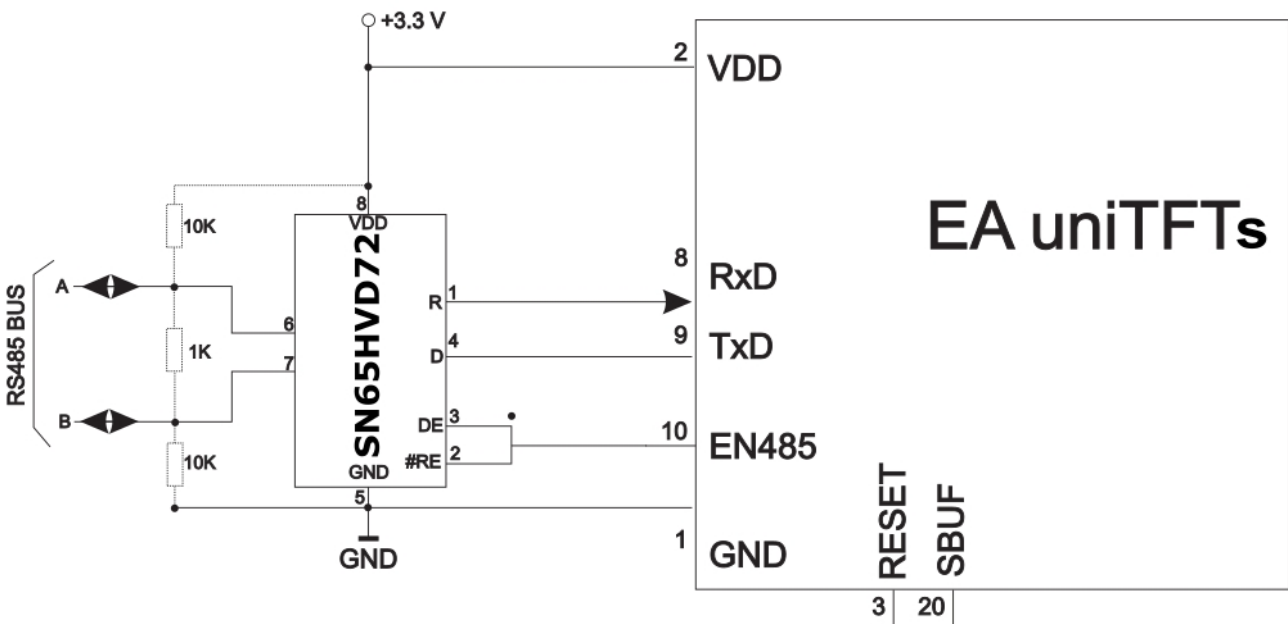 +3.3 V
2
VDD
8
VDD
10K
EA uniTFTs
SN65HVD72
8
RxD
A
R
1
6
9
TxD
1K
D
4
7
RS485 BUS
B
DE
3
10
EN485
#RE
2
10K
GND
5
GND
1
GND
RESET
SBUF
3
20